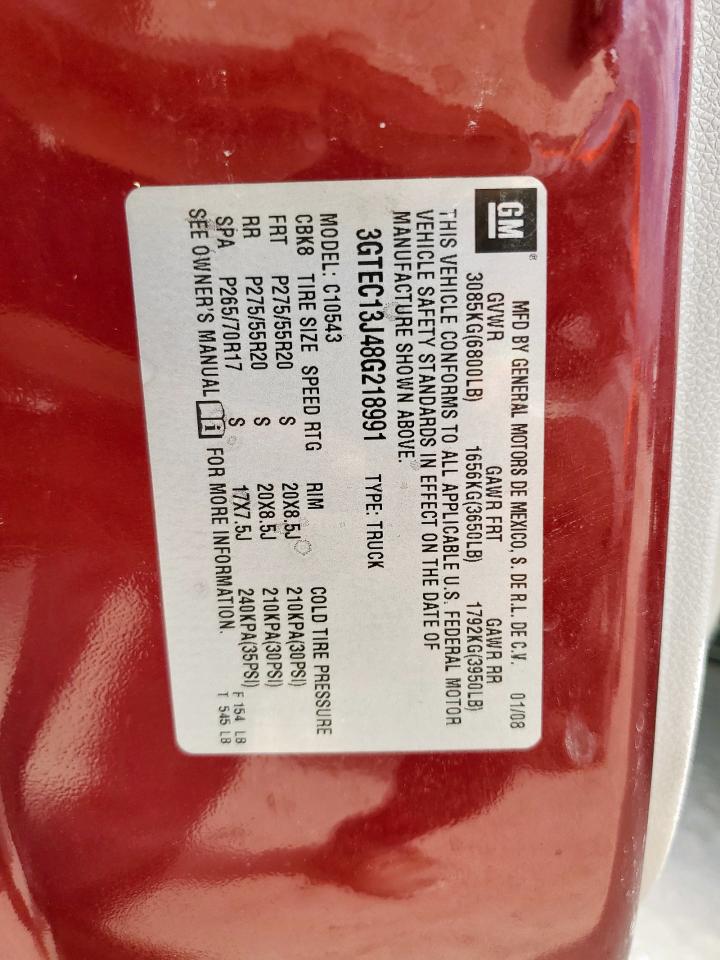 GM
MFD BY GENERAL MOTORS DE MEXICO, S. DE R.L. DE C.V. 01/08
GVWR GAWR FRT GAWR RR
3085KG(6800LB) 1656KG(3650LB) 1792KG(3950LB)
THIS VEHICLE CONFORMS TO ALL APPLICABLE U.S. FEDERAL MOTOR
VEHICLE SAFETY STANDARDS IN EFFECT ON THE DATE OF
MANUFACTURE SHOWN ABOVE.
3GTEC13J48G218991 TYPE: TRUCK
MODEL: C10543
CBK8 TIRE SIZE SPEED RTG RIM COLD TIRE PRESSURE
FRT P275/55R20 S 20X8.5J 210KPA(30PSI)
RR P275/55R20 S 20X8.5J 210KPA(30PSI)
SPA P265/70R17 S 17X7.5J 240KPA(35PSI) F 154 LB
SEE OWNER'S MANUAL i FOR MORE INFORMATION. T 545 LB